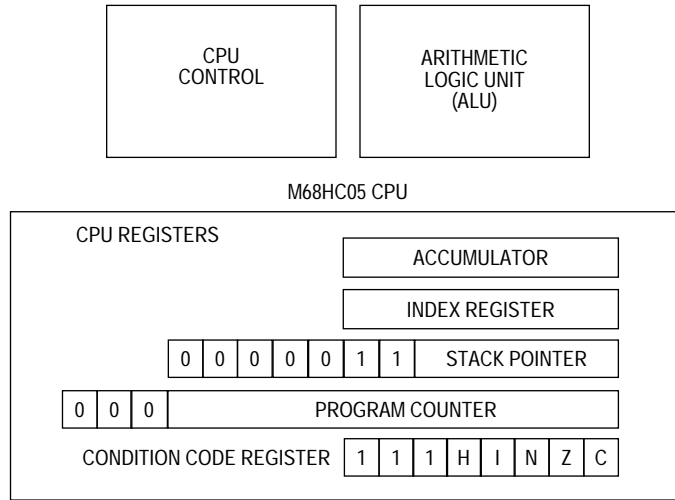 CPU
CONTROL
ARITHMETIC
LOGIC UNIT
(ALU)
M68HC05 CPU
CPU REGISTERS
ACCUMULATOR
INDEX REGISTER
0 0 0 0 0 1 1 STACK POINTER
0 0 0 PROGRAM COUNTER
CONDITION CODE REGISTER 1 1 1 H I N Z C